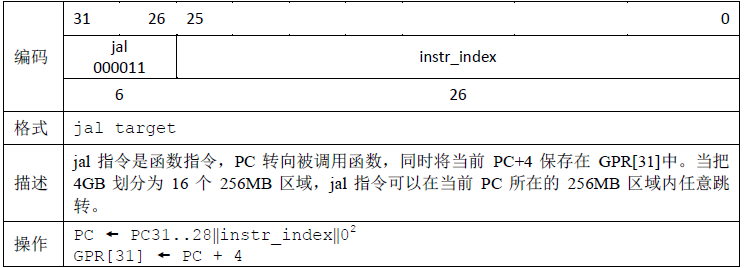 31 26 25 0
编码
jal
000011
instr_index
6 26
格式 jal target
描述
jal 指令是函数指令，PC 转向被调用函数，同时将当前 PC+4 保存在 GPR[31]中。当把
4GB 划分为 16 个 256MB 区域，jal 指令可以在当前 PC 所在的 256MB 区域内任意跳
转。
操作
PC ← PC31..28||instr_index||0²
GPR[31] ← PC + 4